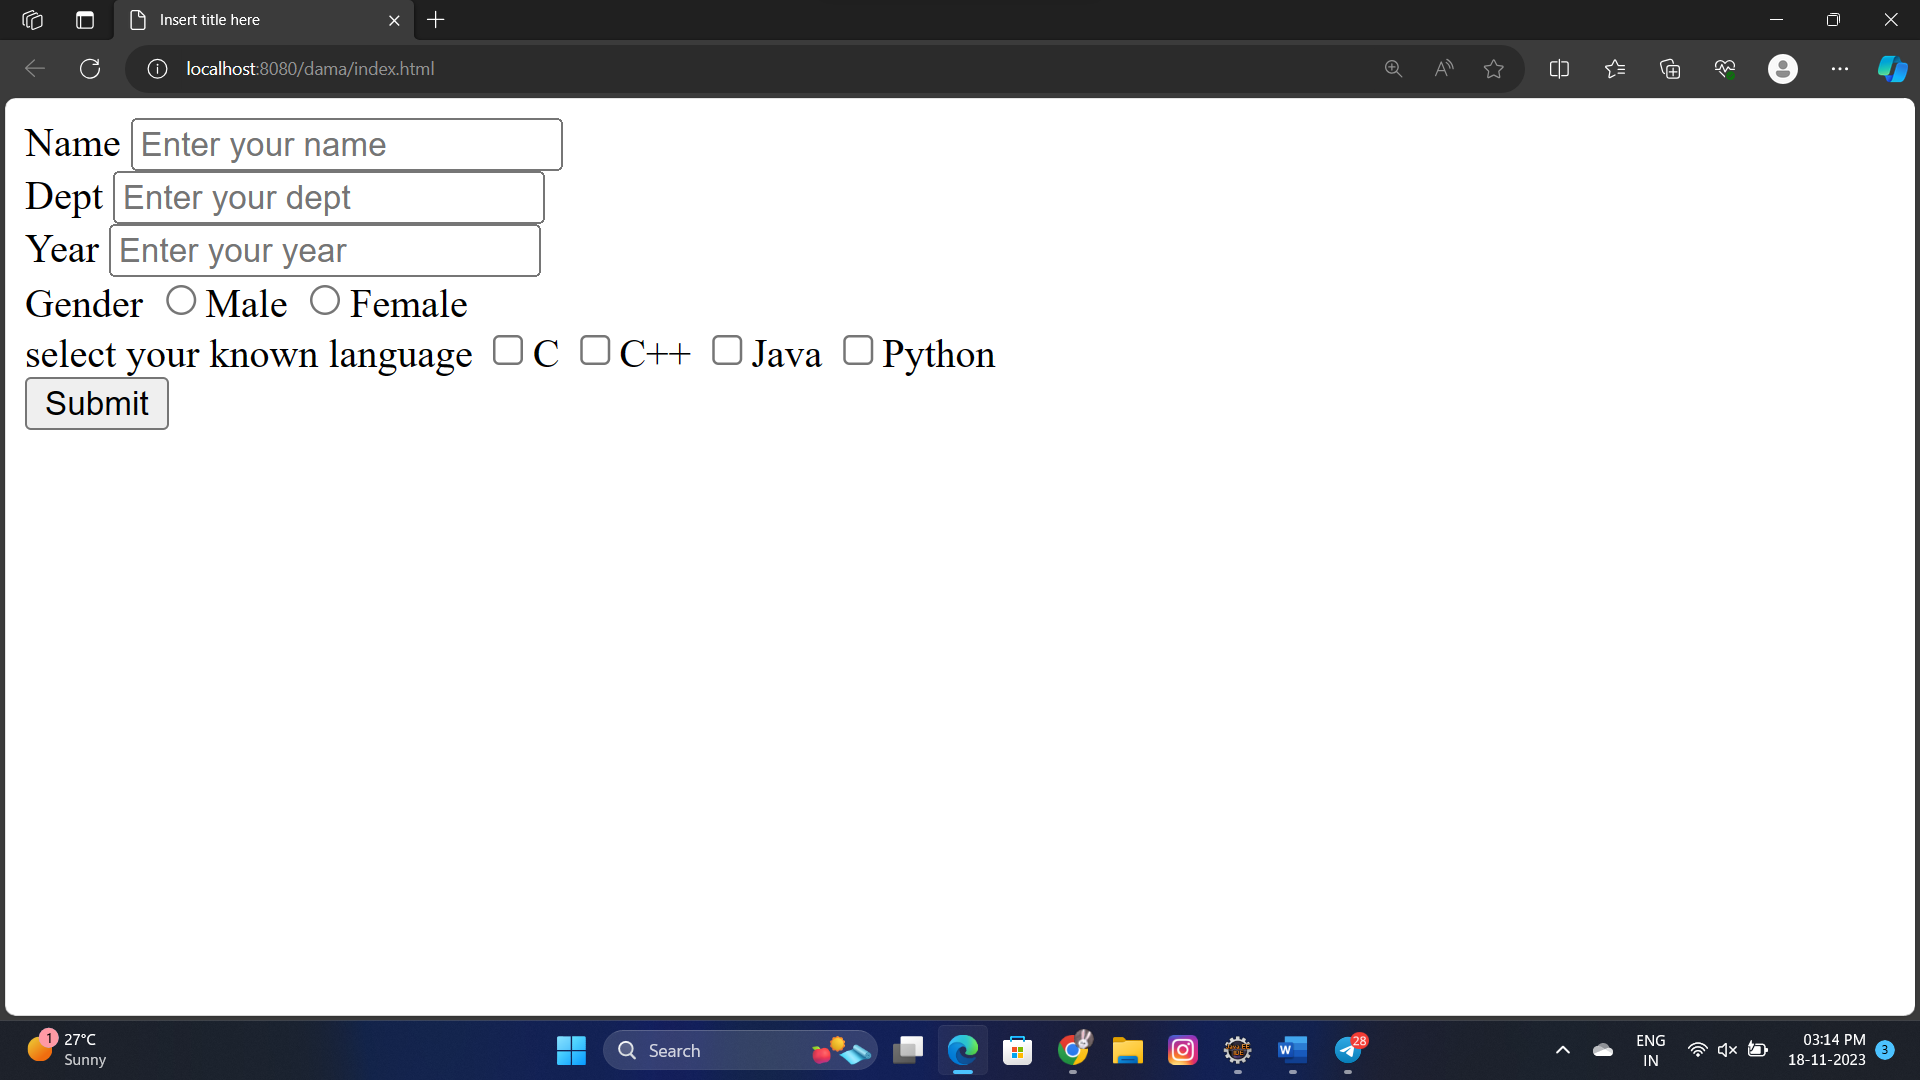 Insert title here
localhost:8080/dama/index.html
Name Enter your name
Dept Enter your dept
Year Enter your year
Gender Male Female
select your known language C C++ Java Python
Submit
1 27°C
Sunny
Search
28
ENG
IN
03:14 PM
18-11-2023
3